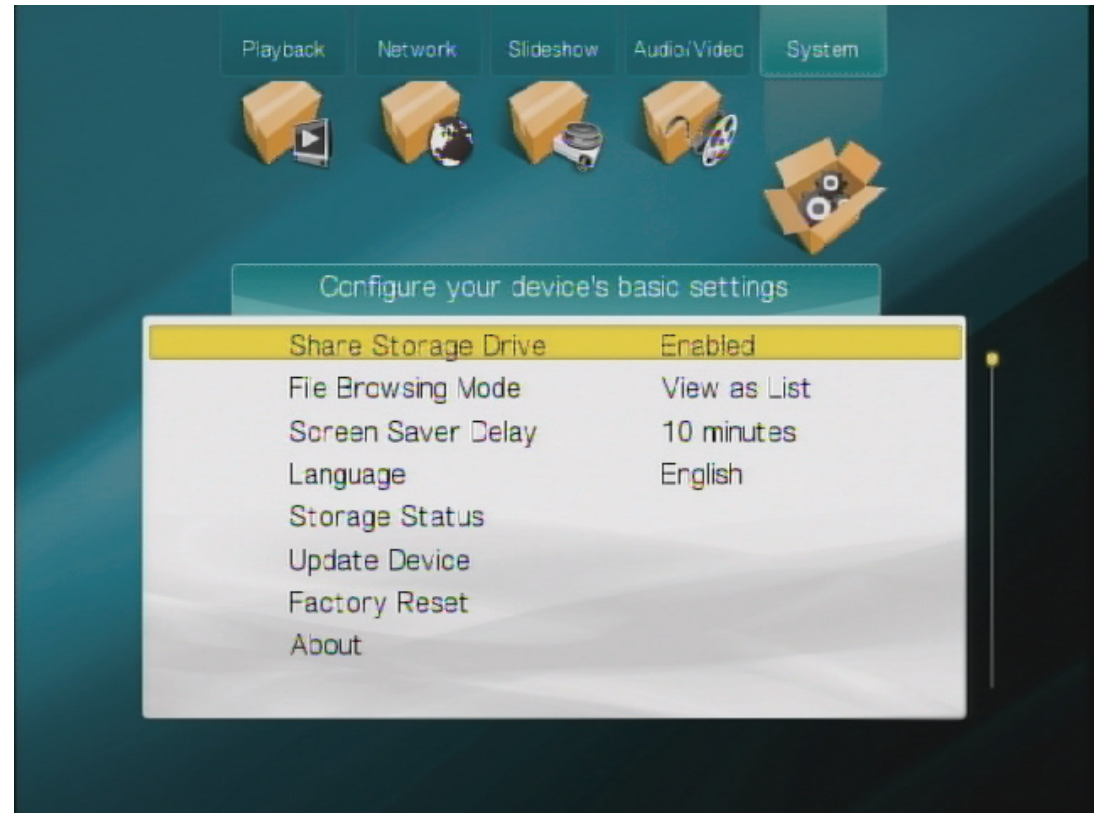 Playback Network Slideshow Audio/Video System
Configure your device's basic settings
Share Storage Drive Enabled
File Browsing Mode View as List
Screen Saver Delay 10 minutes
Language English
Storage Status
Update Device
Factory Reset
About